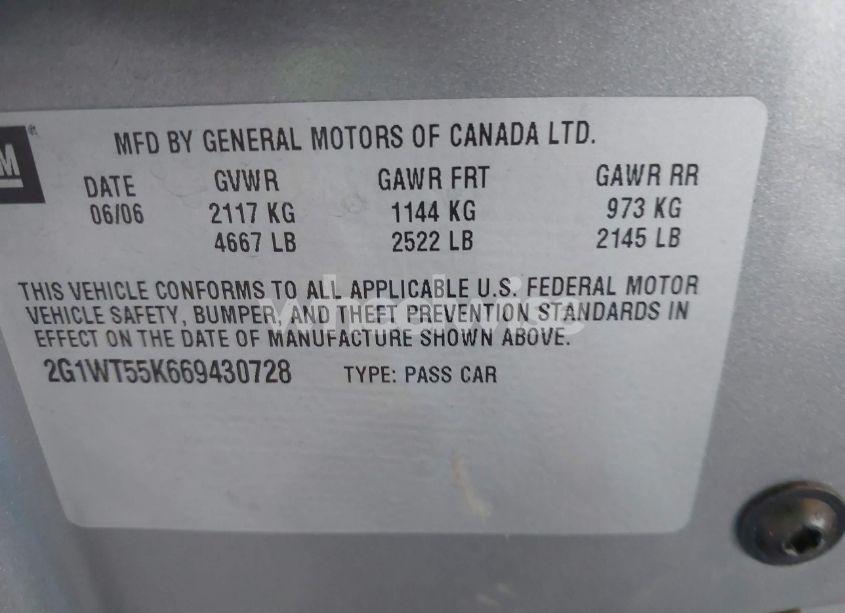 M
MFD BY GENERAL MOTORS OF CANADA LTD.
DATE GVWR GAWR FRT GAWR RR
06/06 2117 KG 1144 KG 973 KG
4667 LB 2522 LB 2145 LB
THIS VEHICLE CONFORMS TO ALL APPLICABLE U.S. FEDERAL MOTOR
VEHICLE SAFETY, BUMPER, AND THEFT PREVENTION STANDARDS IN
EFFECT ON THE DATE OF MANUFACTURE SHOWN ABOVE.
2G1WT55K669430728 TYPE: PASS CAR